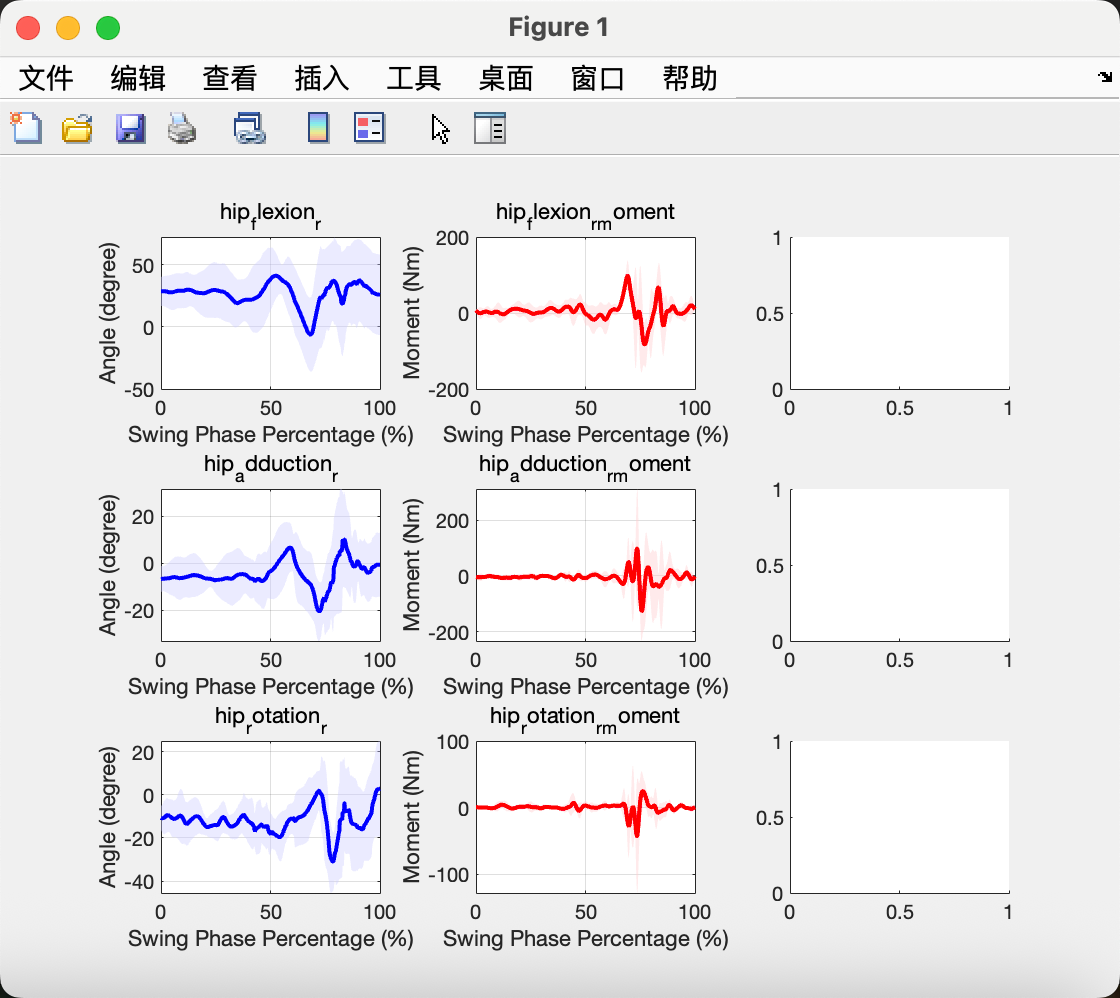 Figure 1
文件 编辑 查看 插入 工具 桌面 窗口 帮助
hip_flexion_r
50
0
-50
Angle (degree)
0 50 100
Swing Phase Percentage (%)
hip_flexion_rmoment
200
0
-200
Moment (Nm)
0 50 100
Swing Phase Percentage (%)
1
0.5
0
0 0.5 1
hip_adduction_r
20
0
-20
Angle (degree)
0 50 100
Swing Phase Percentage (%)
hip_adduction_rmoment
200
0
-200
Moment (Nm)
0 50 100
Swing Phase Percentage (%)
1
0.5
0
0 0.5 1
hip_rotation_r
20
0
-20
-40
Angle (degree)
0 50 100
Swing Phase Percentage (%)
hip_rotation_rmoment
100
0
-100
Moment (Nm)
0 50 100
Swing Phase Percentage (%)
1
0.5
0
0 0.5 1